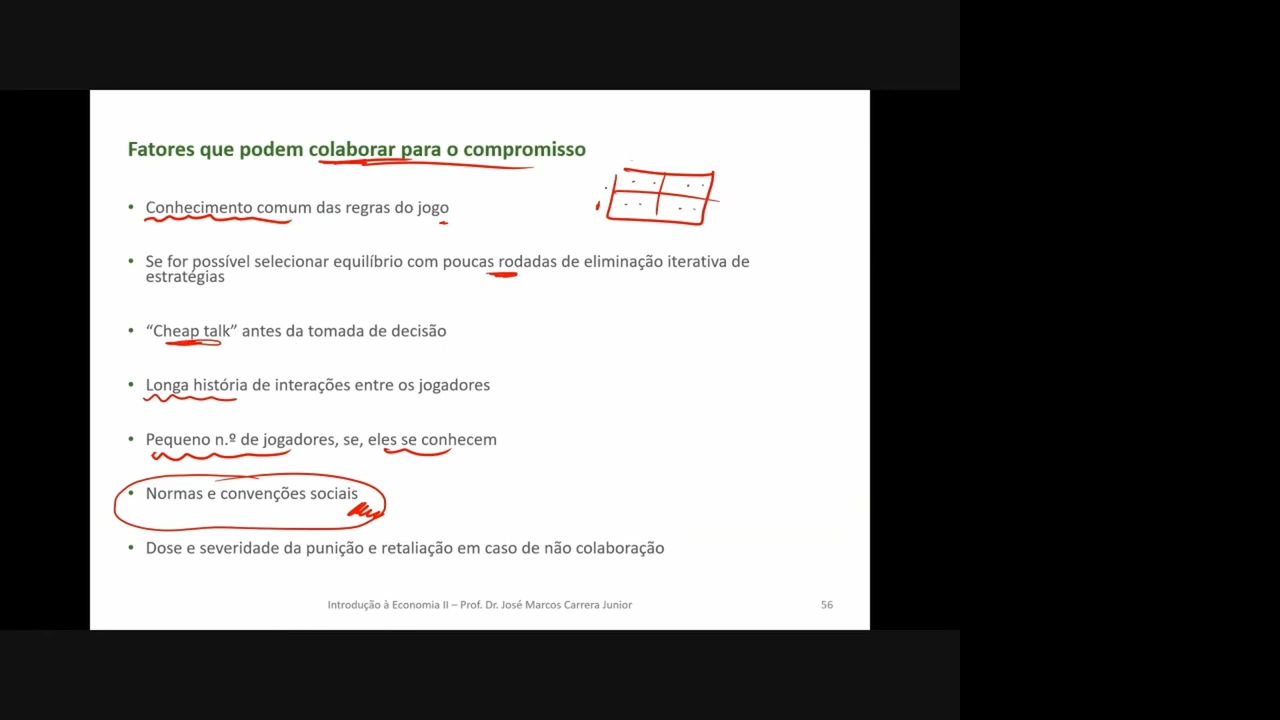 Fatores que podem colaborar para o compromisso
• Conhecimento comum das regras do jogo
• Se for possível selecionar equilíbrio com poucas rodadas de eliminação iterativa de
estratégias
• “Cheap talk” antes da tomada de decisão
• Longa história de interações entre os jogadores
• Pequeno n.º de jogadores, se, eles se conhecem
• Normas e convenções sociais
• Dose e severidade da punição e retaliação em caso de não colaboração
Introdução à Economia II – Prof. Dr. José Marcos Carrera Junior
56